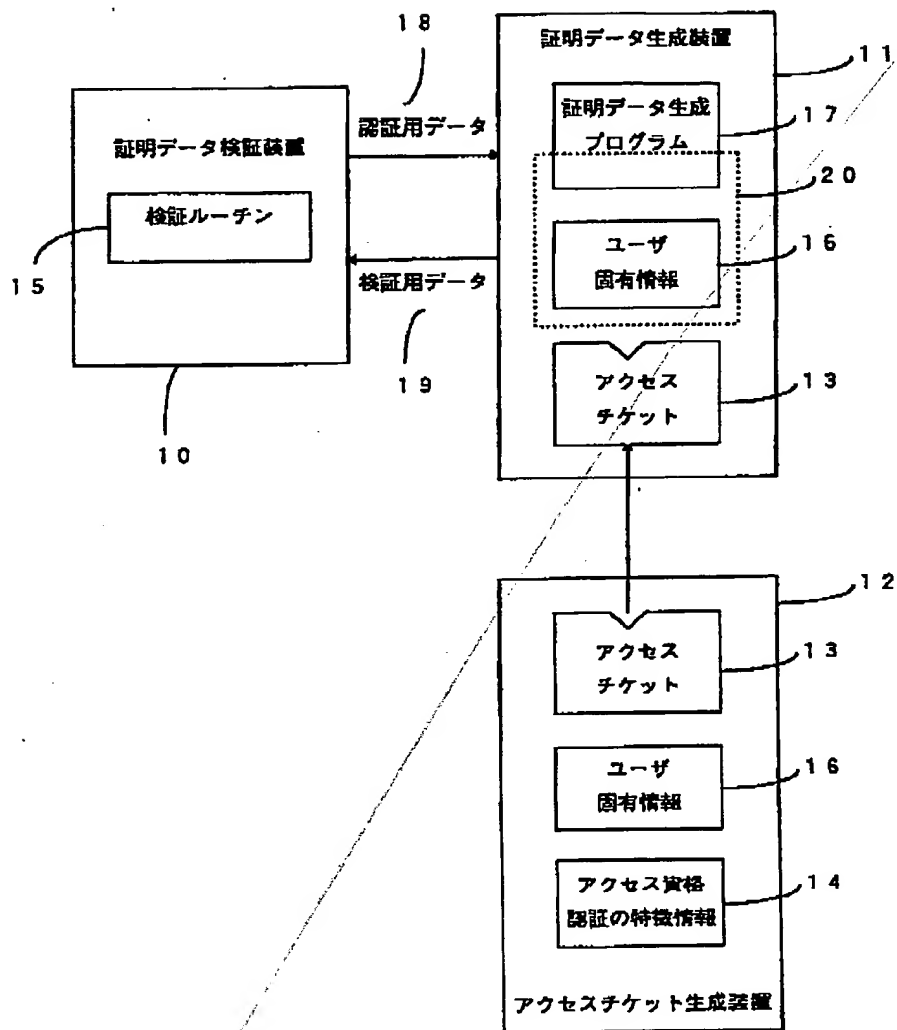 18
証明データ生成装置
11
認証用データ
証明データ生成
プログラム
17
証明データ検証装置
20
検証ルーチン
ユーザ
固有情報
16
15
検証用データ
アクセス
チケット
13
19
10
12
アクセス
チケット
13
ユーザ
固有情報
16
アクセス資格
認証の特徴情報
14
アクセスチケット生成装置